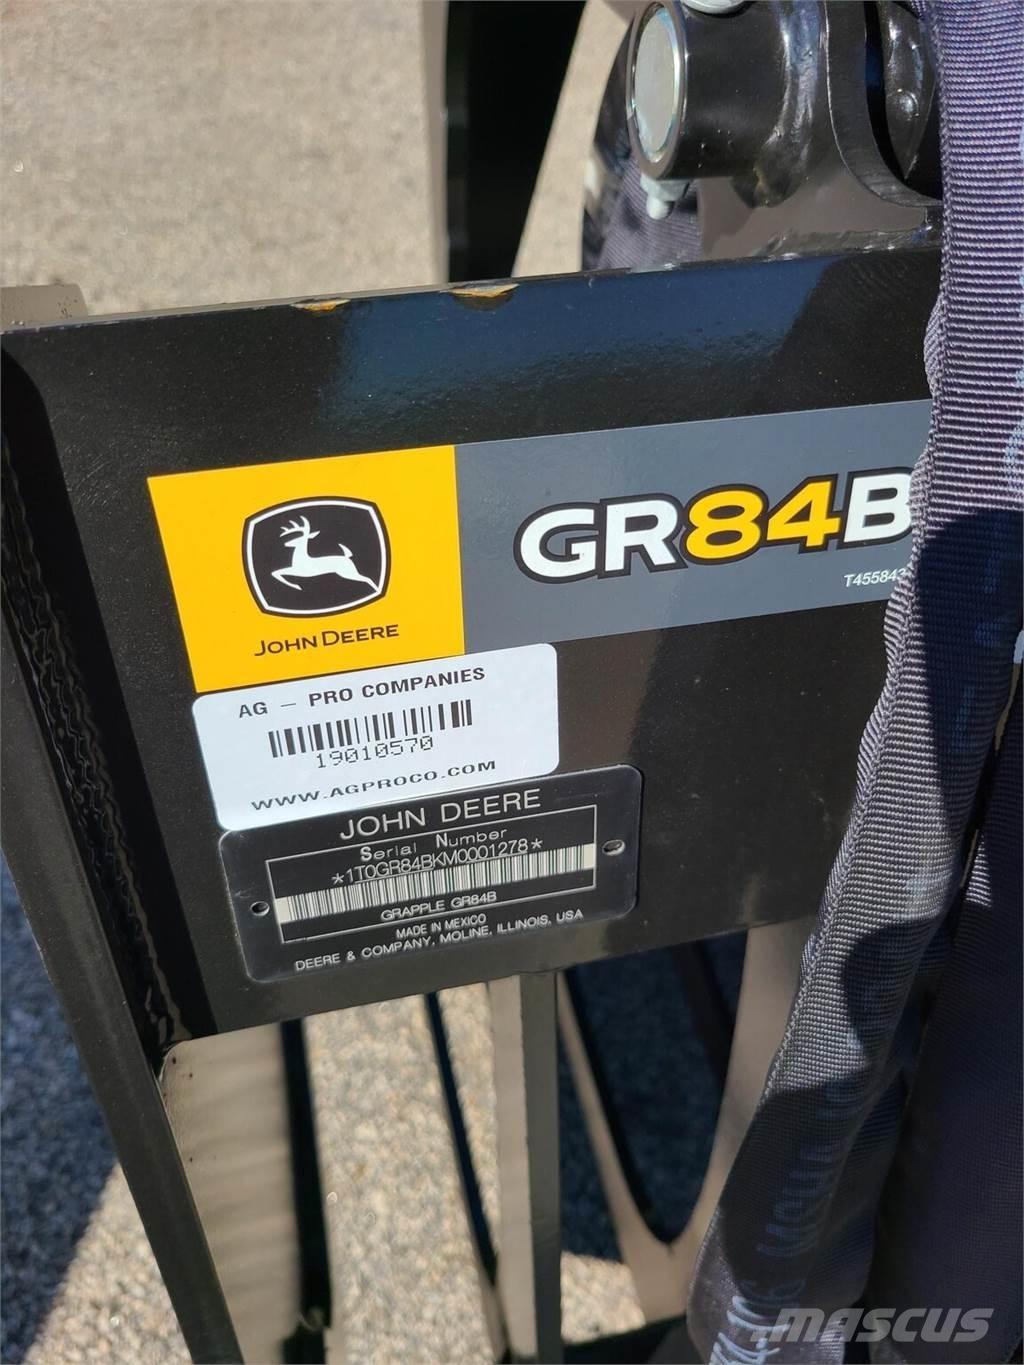 GR84B
JOHN DEERE
AG - PRO COMPANIES
19010570
WWW.AGPROCO.COM
JOHN DEERE
Serial Number
*1T0GR84BKM0001278*
GRAPPLE GR84B
MADE IN MEXICO
DEERE & COMPANY, MOLINE, ILLINOIS, USA
MASCUS